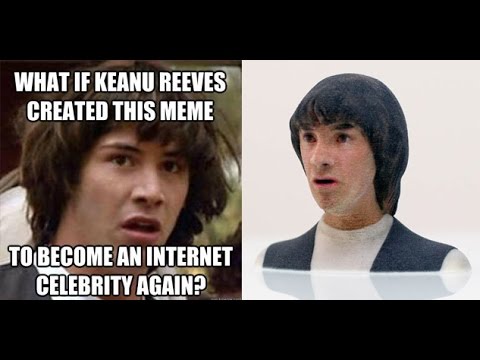 WHAT IF KEANU REEVES
CREATED THIS MEME
TO BECOME AN INTERNET
CELEBRITY AGAIN?